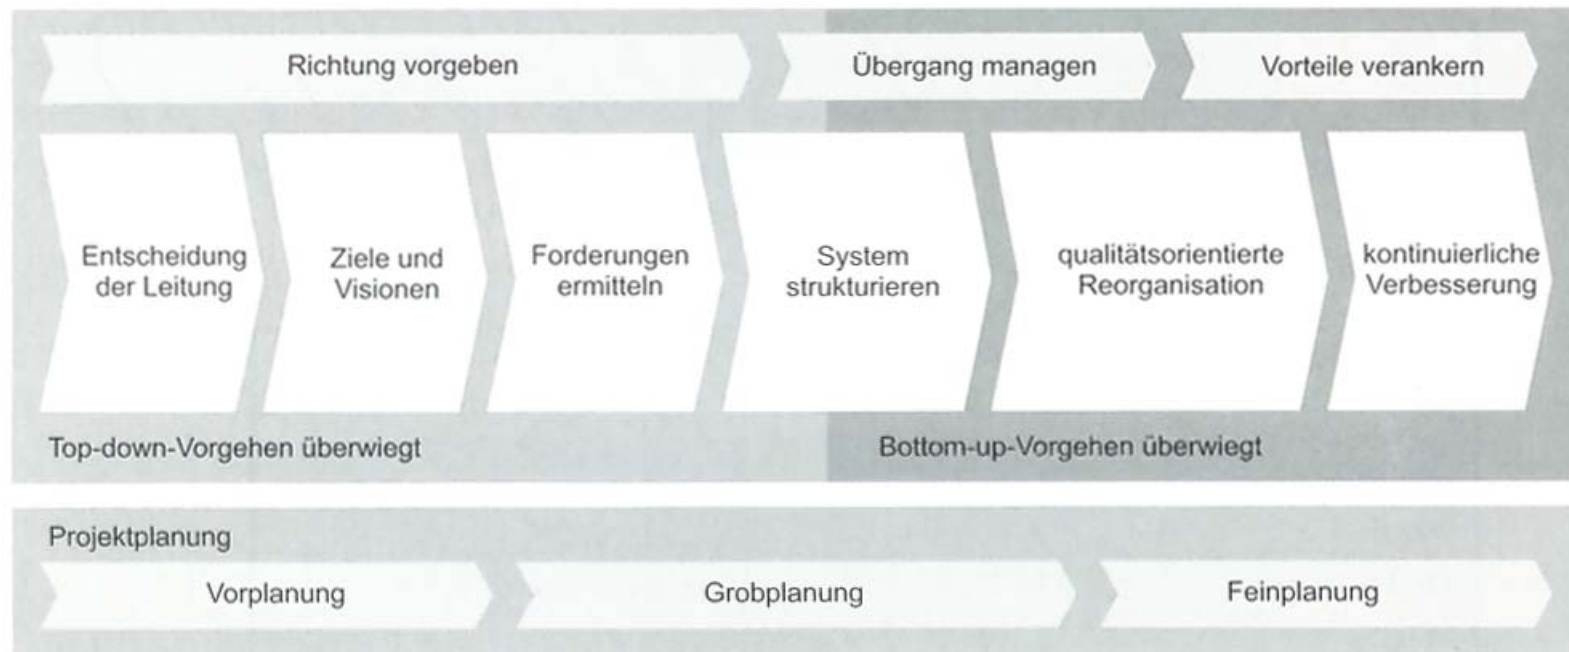 Richtung vorgeben
Übergang managen
Vorteile verankern
Entscheidung
der Leitung
Ziele und
Visionen
Forderungen
ermitteln
System
strukturieren
qualitätsorientierte
Reorganisation
kontinuierliche
Verbesserung
Top-down-Vorgehen überwiegt
Bottom-up-Vorgehen überwiegt
Projektplanung
Vorplanung
Grobplanung
Feinplanung